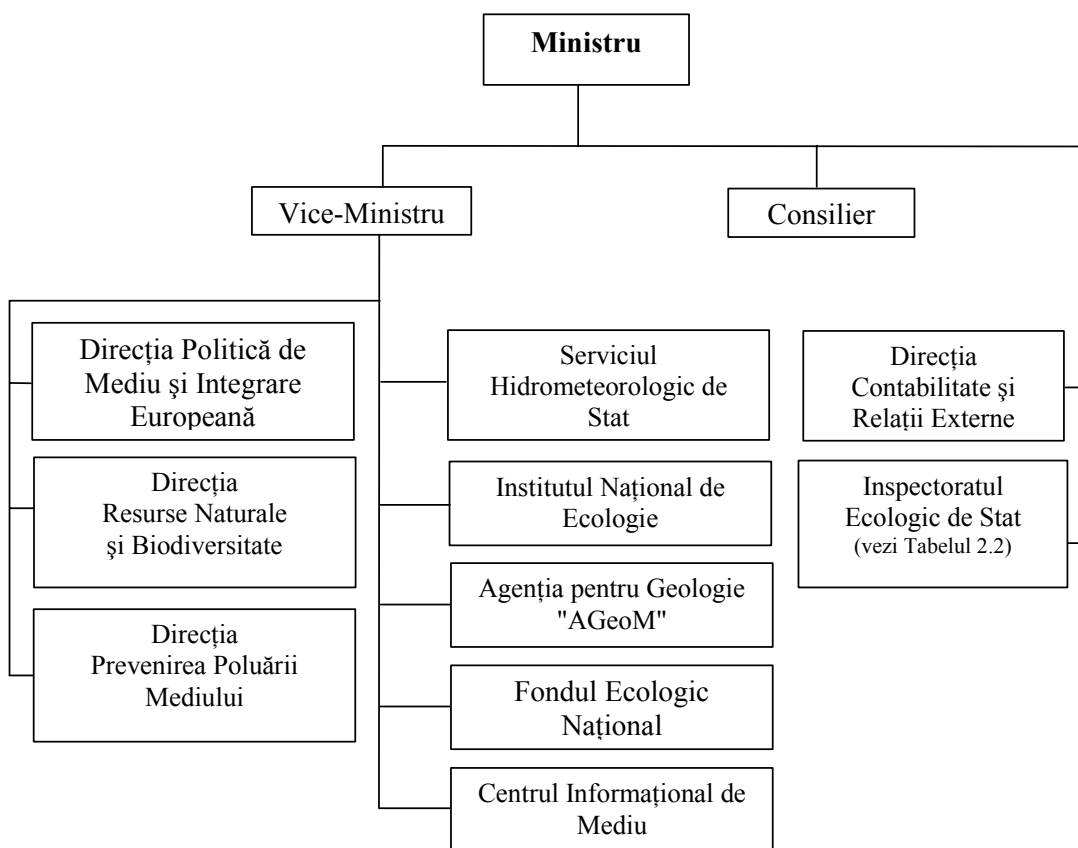 Ministru
Vice-Ministru
Consilier
Direcția Politică de
Mediu şi Integrare
Europeană
Direcția
Resurse Naturale
şi Biodiversitate
Direcția
Prevenirea Poluării
Mediului
Serviciul
Hidrometeorologic de
Stat
Institutul Național de
Ecologie
Agenția pentru Geologie
"AGeoM"
Fondul Ecologic
Național
Centrul Informațional de
Mediu
Direcția
Contabilitate şi
Relații Externe
Inspectoratul
Ecologic de Stat
(vezi Tabelul 2.2)